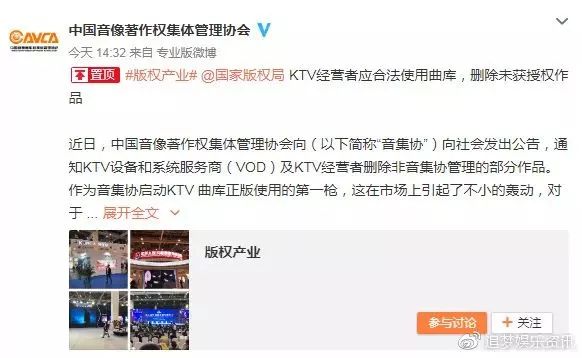 CAVCA
中国音像著作权集体管理协会
中国音像著作权集体管理协会 V
今天 14:32 来自 专业版微博
置顶 #版权产业# @国家版权局 KTV经营者应合法使用曲库，删除未获授权作
品
近日，中国音像著作权集体管理协会向（以下简称“音集协”）向社会发出公告，通
知KTV设备和系统服务商（VOD）及KTV经营者删除非音集协管理的部分作品。
作为音集协启动KTV 曲库正版使用的第一枪，这在市场上引起了不小的轰动，对
于 ... 展开全文
版权产业
参与讨论
+ 关注
@追梦娱乐资讯